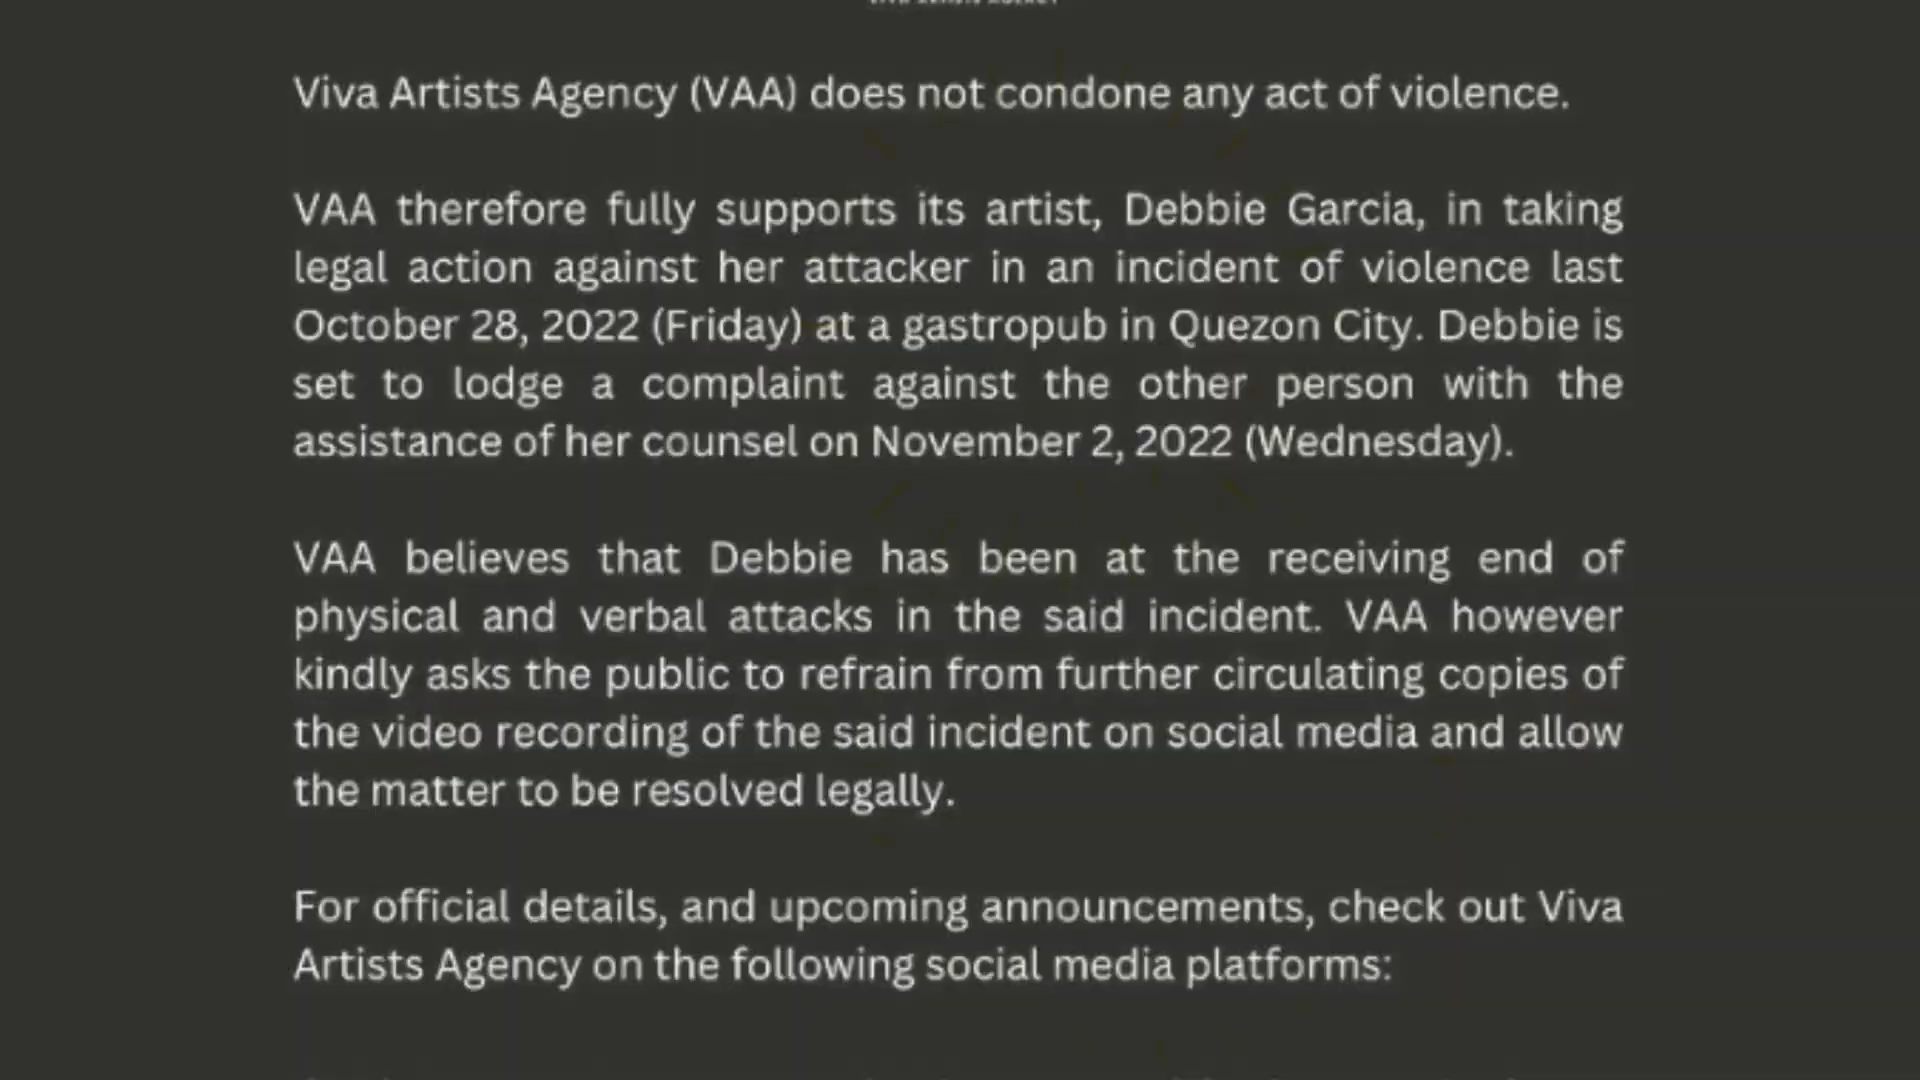 Viva Artists Agency (VAA) does not condone any act of violence.
VAA therefore fully supports its artist, Debbie Garcia, in taking
legal action against her attacker in an incident of violence last
October 28, 2022 (Friday) at a gastropub in Quezon City. Debbie is
set to lodge a complaint against the other person with the
assistance of her counsel on November 2, 2022 (Wednesday).
VAA believes that Debbie has been at the receiving end of
physical and verbal attacks in the said incident. VAA however
kindly asks the public to refrain from further circulating copies of
the video recording of the said incident on social media and allow
the matter to be resolved legally.
For official details, and upcoming announcements, check out Viva
Artists Agency on the following social media platforms: